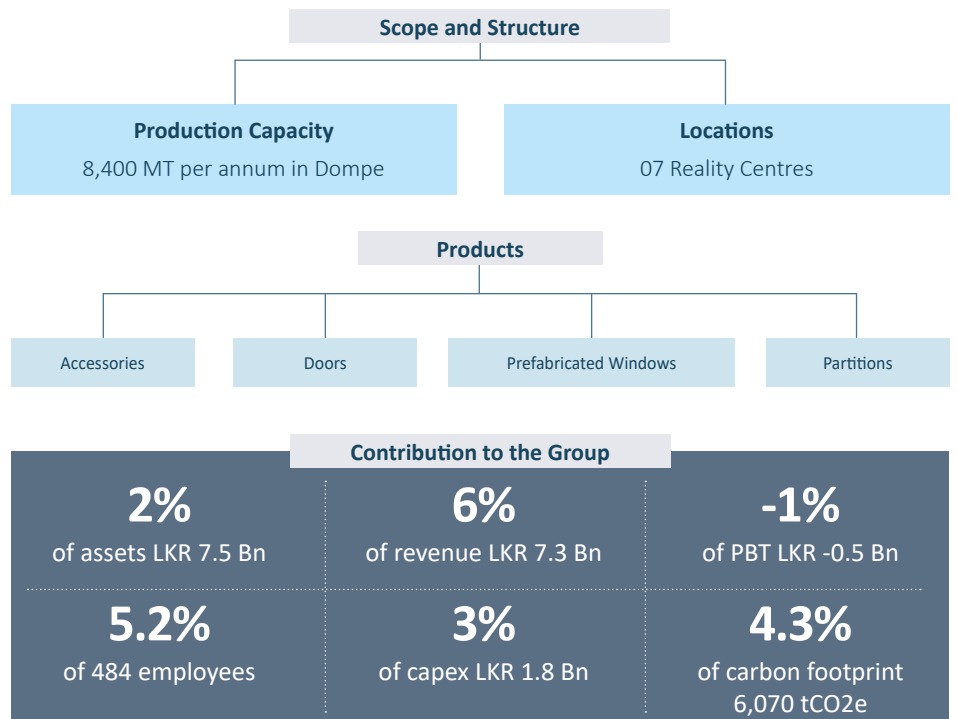 Scope and Structure
Production Capacity
8,400 MT per annum in Dompe
Locations
07 Reality Centres
Products
Accessories
Doors
Prefabricated Windows
Partitions
Contribution to the Group
2%
of assets LKR 7.5 Bn
6%
of revenue LKR 7.3 Bn
-1%
of PBT LKR -0.5 Bn
5.2%
of 484 employees
3%
of capex LKR 1.8 Bn
4.3%
of carbon footprint
6,070 tCO2e